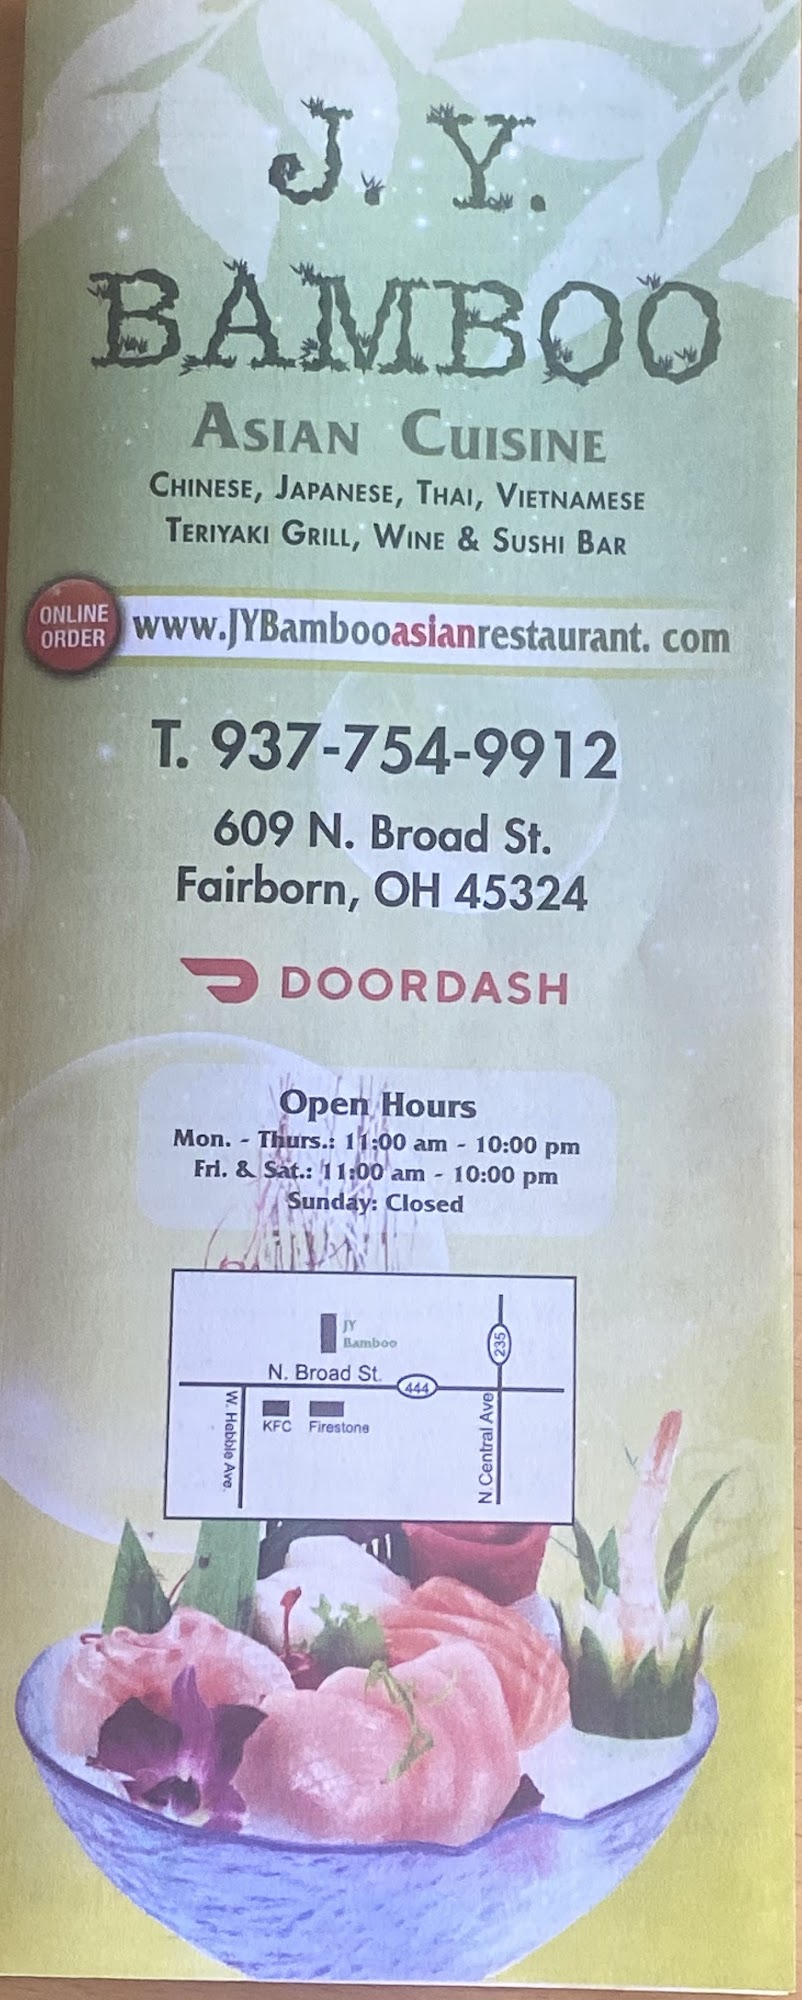 J. Y.
BAMBOO
ASIAN CUISINE
CHINESE, JAPANESE, THAI, VIETNAMESE
TERIYAKI GRILL, WINE & SUSHI BAR
ONLINE
ORDER
www.JYBambooasianrestaurant. com
T. 937-754-9912
609 N. Broad St.
Fairborn, OH 45324
DOORDASH
Open Hours
Mon. - Thurs.: 11:00 am - 10:00 pm
Fri. & Sat.: 11:00 am - 10:00 pm
Sunday: Closed
JY
Bamboo
235
N. Broad St.
444
KFC
Firestone
W. Hebble Ave.
N.Central Ave